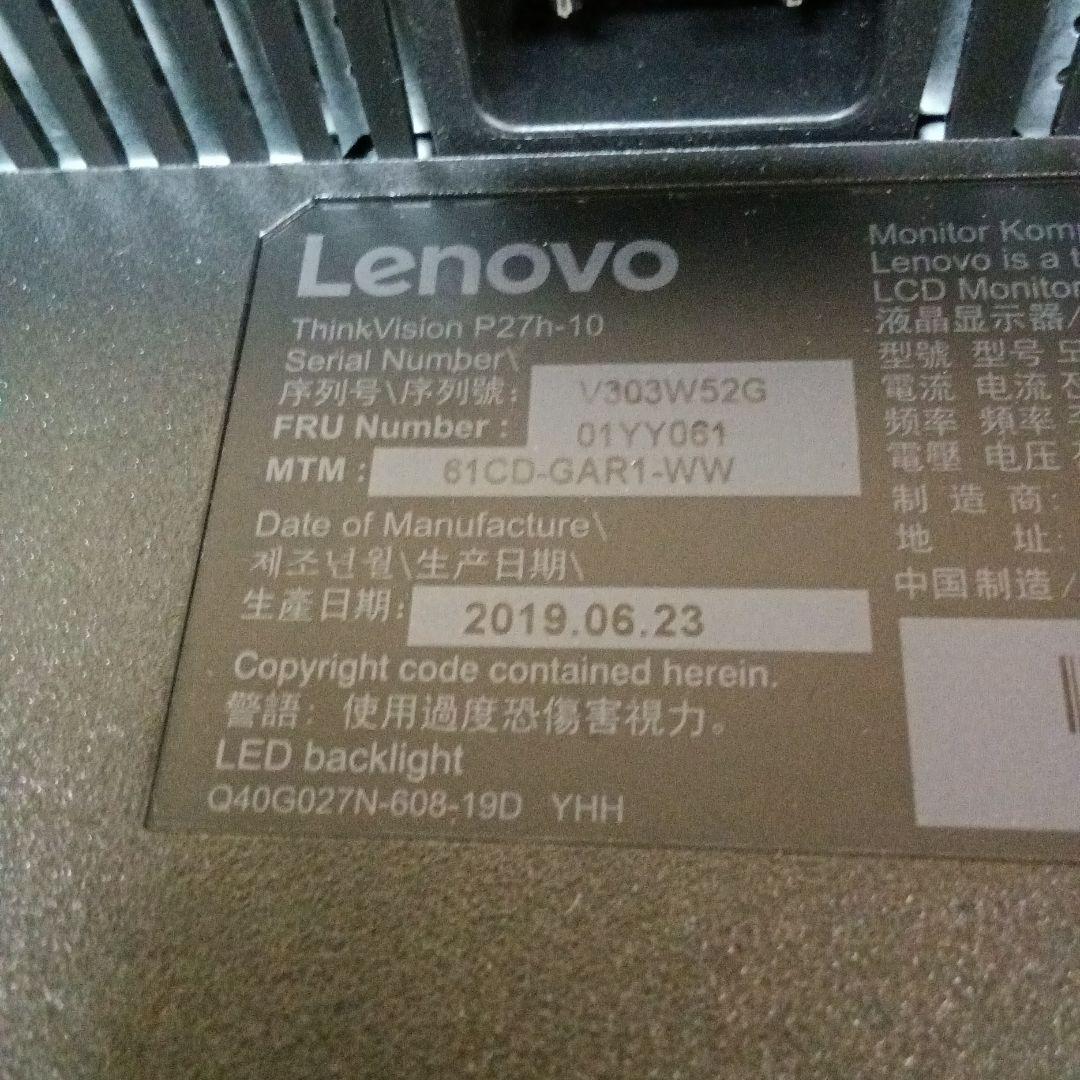 Lenovo
ThinkVision P27h-10
Serial Number\
序列号\序列號: V303W52G
FRU Number : 01YY061
MTM : 61CD-GAR1-WW
Date of Manufacture\
제조년월\生产日期\
生產日期: 2019.06.23
Copyright code contained herein.
警語: 使用過度恐傷害視力。
LED backlight
Q40G027N-608-19D YHH
Monitor
Lenovo is a
LCD Monitor
液晶显示器/
型號 型号
電流 电流
频率 頻率
電壓 电压
制 造 商:
地 址:
中国制造/